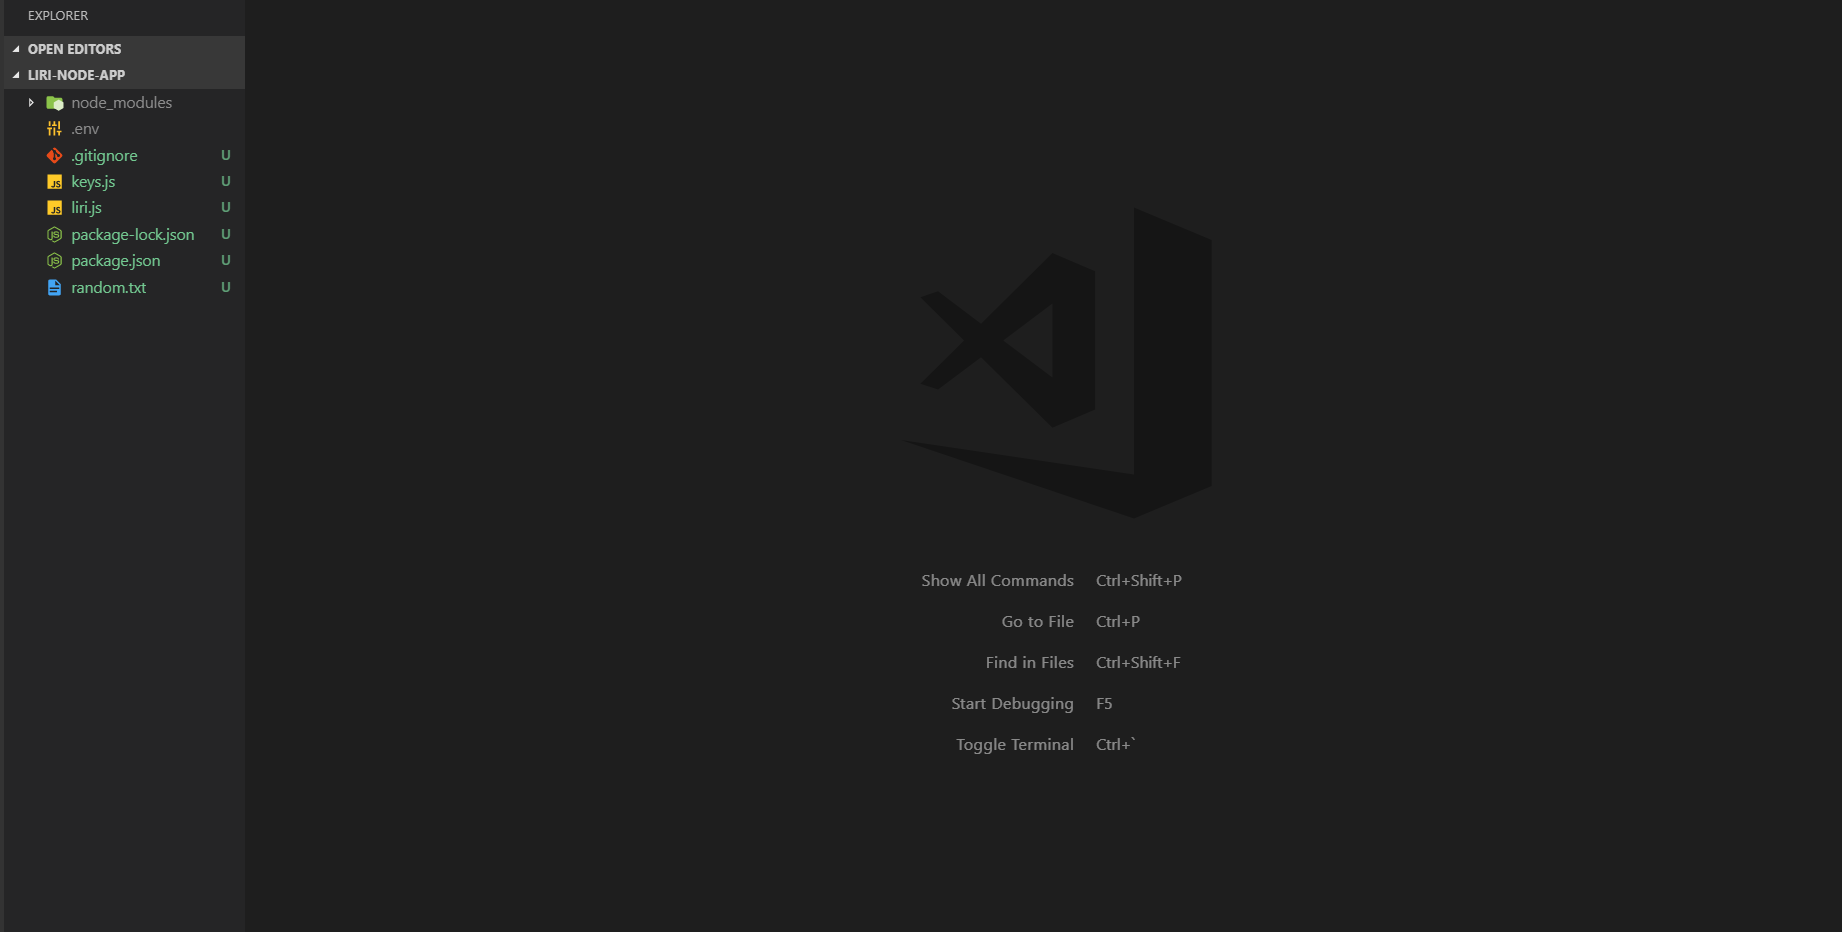 EXPLORER
OPEN EDITORS
LIRI-NODE-APP
node_modules
.env
.gitignore U
keys.js U
liri.js U
package-lock.json U
package.json U
random.txt U
Show All Commands Ctrl+Shift+P
Go to File Ctrl+P
Find in Files Ctrl+Shift+F
Start Debugging F5
Toggle Terminal Ctrl+`